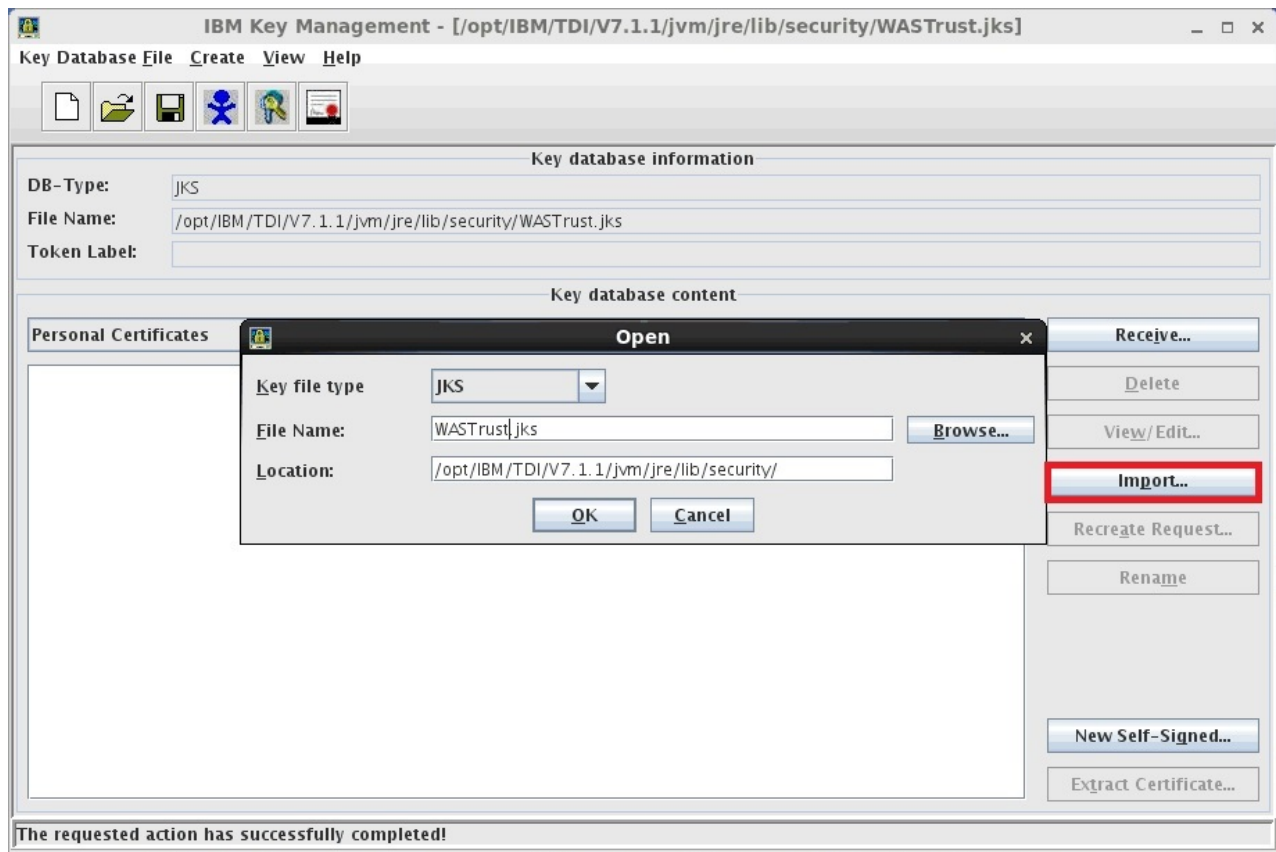 IBM Key Management - [/opt/IBM/TDI/V7.1.1/jvm/jre/lib/security/WASTrust.jks]
Key Database File Create View Help
Key database information
DB-Type: JKS
File Name: /opt/IBM/TDI/V7.1.1/jvm/jre/lib/security/WASTrust.jks
Token Label:
Key database content
Personal Certificates
Open
Key file type JKS
File Name: WASTrust.jks Browse...
Location: /opt/IBM/TDI/V7.1.1/jvm/jre/lib/security/
OK Cancel
Receive...
Delete
View/Edit...
Import...
Recreate Request...
Rename
New Self-Signed...
Extract Certificate...
The requested action has successfully completed!